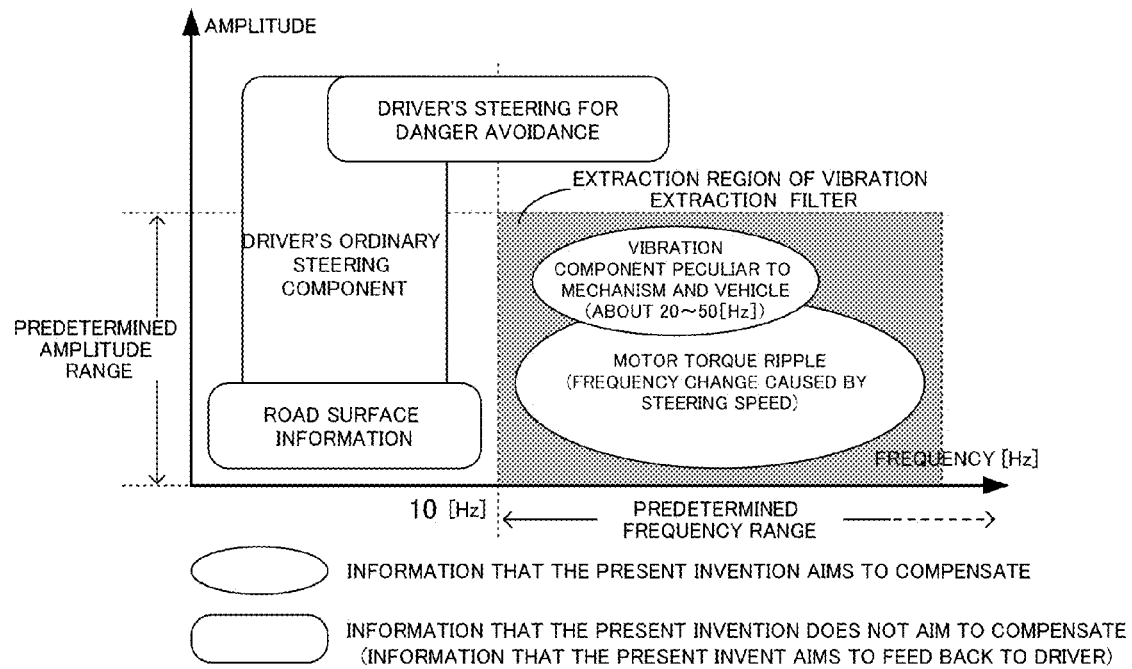 AMPLITUDE
DRIVER'S STEERING FOR
DANGER AVOIDANCE
EXTRACTION REGION OF VIBRATION
EXTRACTION FILTER
DRIVER'S ORDINARY
STEERING
COMPONENT
VIBRATION
COMPONENT PECULIAR TO
MECHANISM AND VEHICLE
(ABOUT 20～50[Hz])
PREDETERMINED
AMPLITUDE
RANGE
MOTOR TORQUE RIPPLE
(FREQUENCY CHANGE CAUSED BY
STEERING SPEED)
ROAD SURFACE
INFORMATION
FREQUENCY [Hz]
10 [Hz]
PREDETERMINED
FREQUENCY RANGE
INFORMATION THAT THE PRESENT INVENTION AIMS TO COMPENSATE
INFORMATION THAT THE PRESENT INVENTION DOES NOT AIM TO COMPENSATE
(INFORMATION THAT THE PRESENT INVENT AIMS TO FEED BACK TO DRIVER)